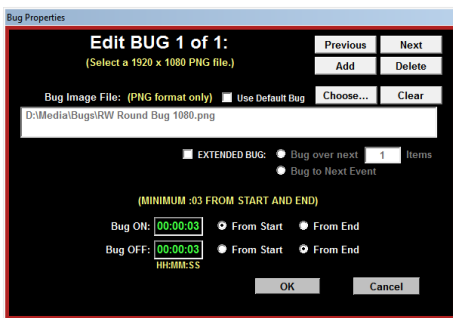 Bug Properties
Edit BUG 1 of 1:
Previous Next
(Select a 1920 x 1080 PNG file.)
Add Delete
Bug Image File: (PNG format only) Use Default Bug Choose... Clear
D:\Media\Bugs\RW Round Bug 1080.png
EXTENDED BUG: Bug over next 1 Items
Bug to Next Event
(MINIMUM :03 FROM START AND END)
Bug ON: 00:00:03 From Start From End
Bug OFF: 00:00:03 From Start From End
HH:MM:SS
OK Cancel